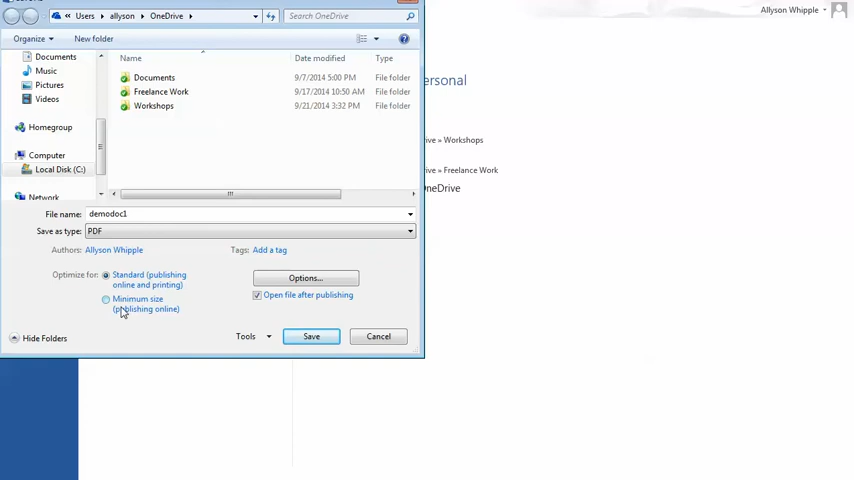 Users ▸ allyson ▸ OneDrive ▸
Search OneDrive
Allyson Whipple
Organize
New folder
Name
Date modified
Type
Documents
Music
Pictures
Videos
Homegroup
Computer
Local Disk (C:)
Network
Documents 9/7/2014 5:00 PM File folder
Freelance Work 9/17/2014 10:50 AM File folder
Workshops 9/21/2014 3:32 PM File folder
ersonal
rive » Workshops
rive » Freelance Work
OneDrive
File name: demodoc1
Save as type: PDF
Authors: Allyson Whipple
Tags: Add a tag
Optimize for: Standard (publishing
online and printing)
Minimum size
(publishing online)
Options...
Open file after publishing
Hide Folders
Tools
Save
Cancel